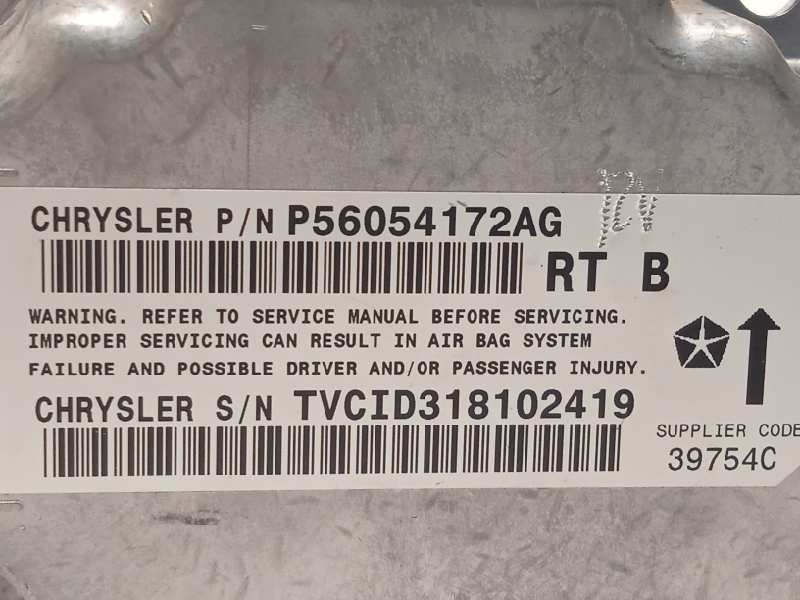 CHRYSLER P/N P56054172AG
RT B
WARNING. REFER TO SERVICE MANUAL BEFORE SERVICING.
IMPROPER SERVICING CAN RESULT IN AIR BAG SYSTEM
FAILURE AND POSSIBLE DRIVER AND/OR PASSENGER INJURY.
CHRYSLER S/N TVCID318102419
SUPPLIER CODE
39754C